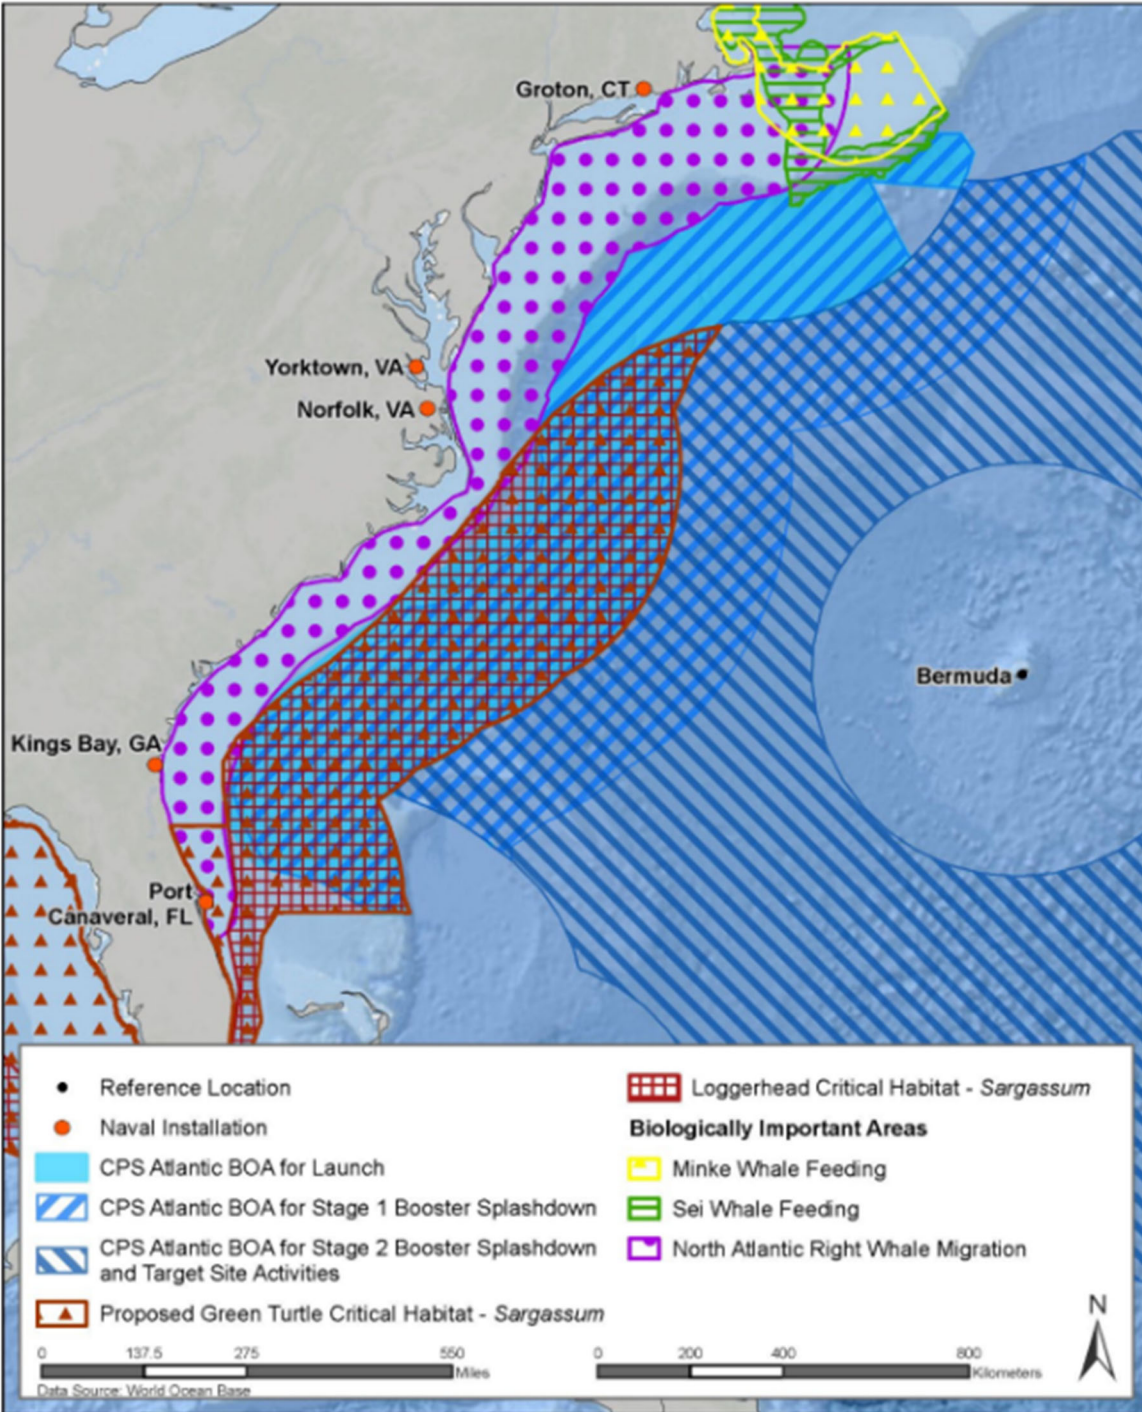 Groton, CT
Yorktown, VA
Norfolk, VA
Bermuda
Kings Bay, GA
Port
Canaveral, FL
Reference Location
Naval Installation
CPS Atlantic BOA for Launch
CPS Atlantic BOA for Stage 1 Booster Splashdown
CPS Atlantic BOA for Stage 2 Booster Splashdown
and Target Site Activities
Proposed Green Turtle Critical Habitat - Sargassum
Loggerhead Critical Habitat - Sargassum
Biologically Important Areas
Minke Whale Feeding
Sei Whale Feeding
North Atlantic Right Whale Migration
N
0 137.5 275 550
Miles
0 200 400 800
Kilometers
Data Source: World Ocean Base